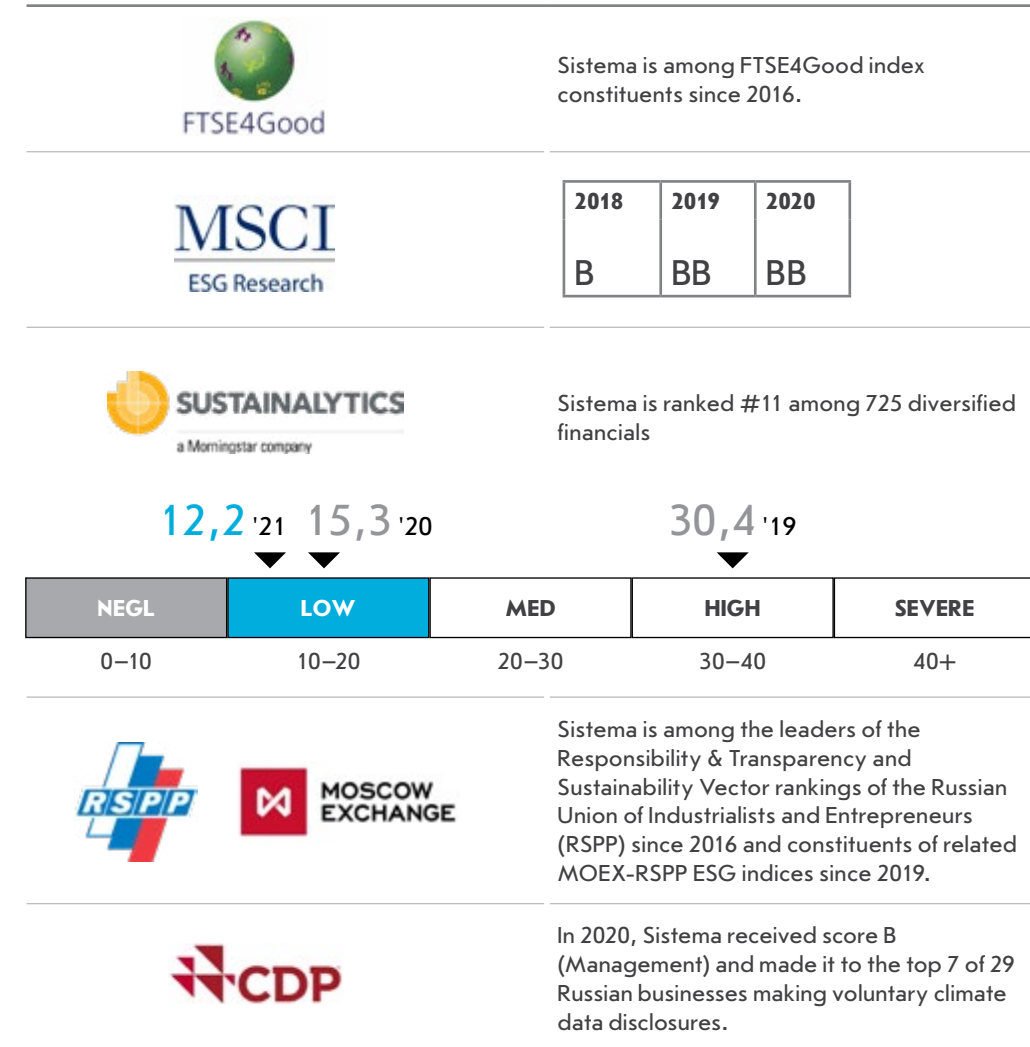 FTSE4Good
Sistema is among FTSE4Good index
constituents since 2016.
MSCI
ESG Research
2018 2019 2020
B BB BB
SUSTAINALYTICS
a Morningstar company
Sistema is ranked #11 among 725 diversified
financials
12,2 '21 15,3 '20 30,4 '19
NEGL LOW MED HIGH SEVERE
0–10 10–20 20–30 30–40 40+
RSPP
MOSCOW
EXCHANGE
Sistema is among the leaders of the
Responsibility & Transparency and
Sustainability Vector rankings of the Russian
Union of Industrialists and Entrepreneurs
(RSPP) since 2016 and constituents of related
MOEX-RSPP ESG indices since 2019.
CDP
In 2020, Sistema received score B
(Management) and made it to the top 7 of 29
Russian businesses making voluntary climate
data disclosures.